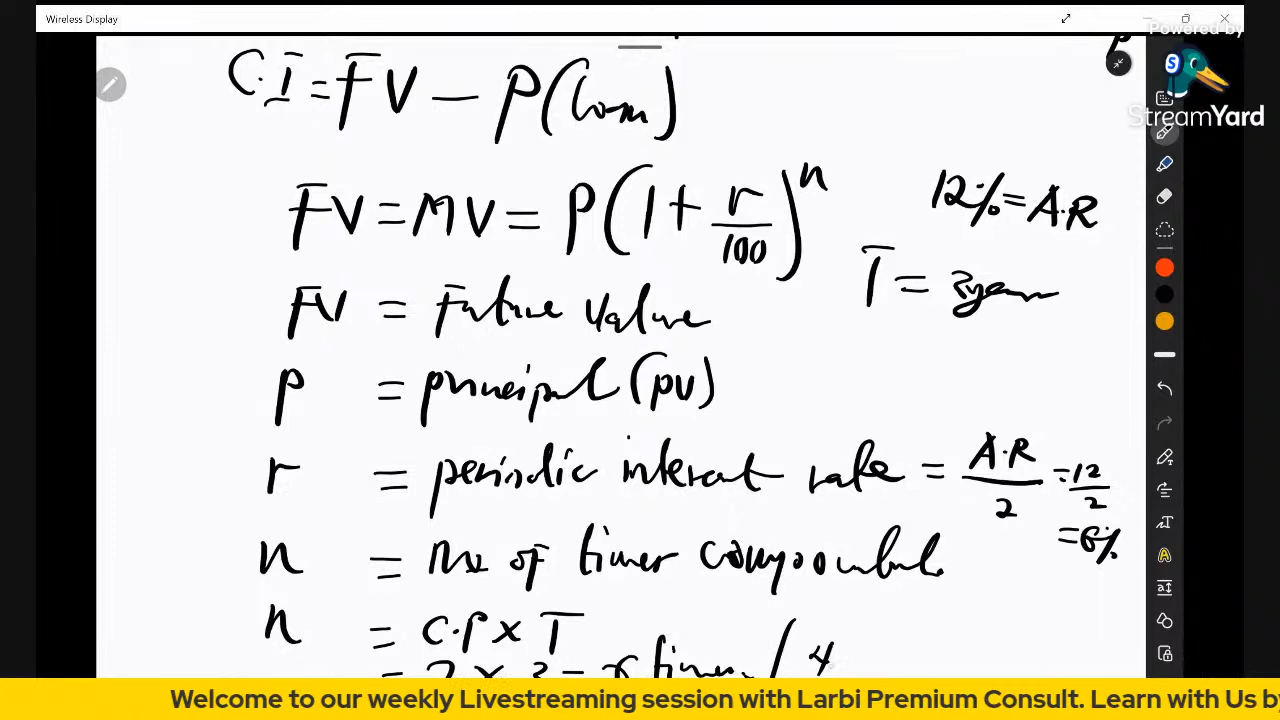 Wireless Display
Powered by
StreamYard
C.I = FV - P(loan)
FV = MV = P(1 + r/100)^n
12% = A.R
T = 3years
FV = Future Value
P = principal (PV)
r = periodic interest rate = A.R/2 = 12/2
= 6%
n = no of times compounded
n = C.P x T
Welcome to our weekly Livestreaming session with Larbi Premium Consult. Learn with Us by